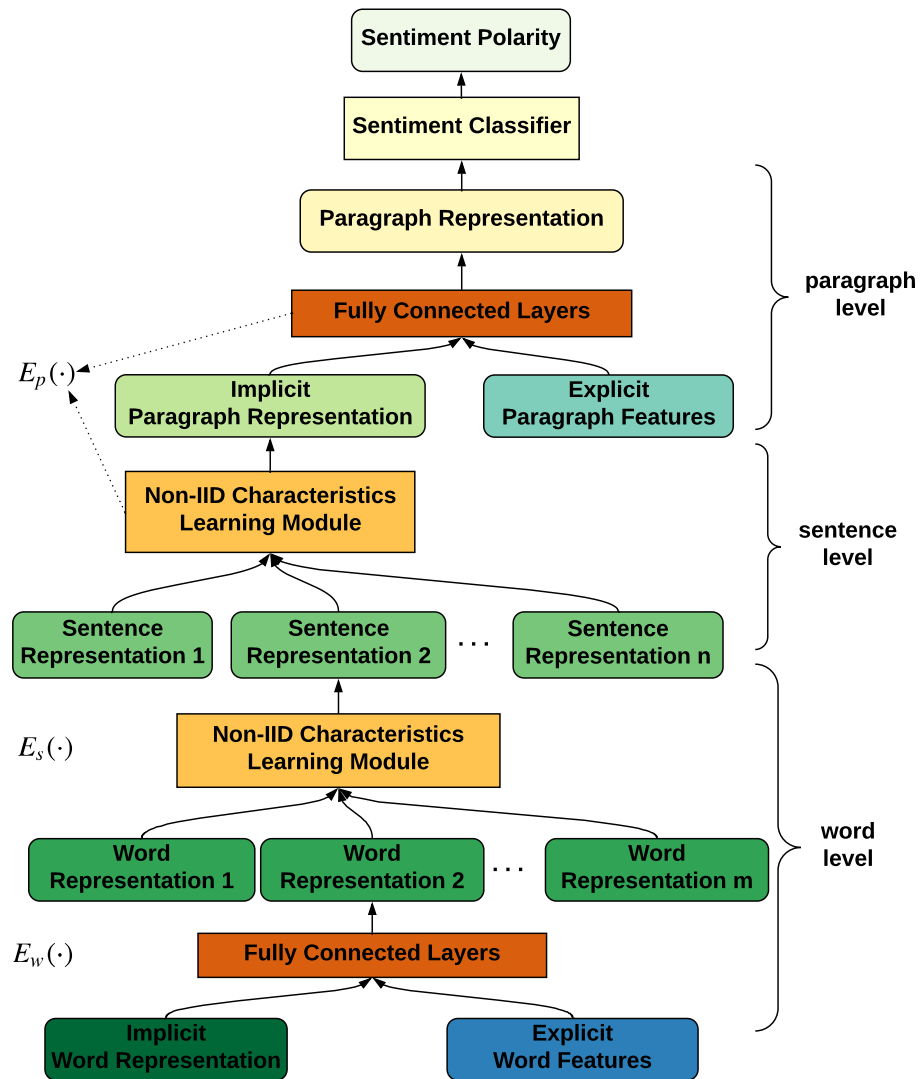 Sentiment Polarity
Sentiment Classifier
Paragraph Representation
paragraph
level
Fully Connected Layers
E_p(·)
Implicit
Paragraph Representation
Explicit
Paragraph Features
Non-IID Characteristics
Learning Module
sentence
level
Sentence
Representation 1
Sentence
Representation 2
...
Sentence
Representation n
E_s(·)
Non-IID Characteristics
Learning Module
word
level
Word
Representation 1
Word
Representation 2
...
Word
Representation m
E_w(·)
Fully Connected Layers
Implicit
Word Representation
Explicit
Word Features